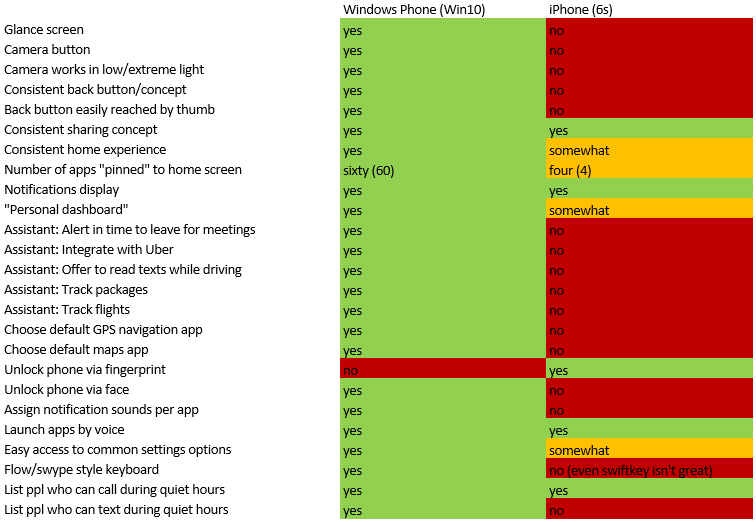 Windows Phone (Win10) iPhone (6s)
Glance screen yes no
Camera button yes no
Camera works in low/extreme light yes no
Consistent back button/concept yes no
Back button easily reached by thumb yes no
Consistent sharing concept yes yes
Consistent home experience yes somewhat
Number of apps "pinned" to home screen sixty (60) four (4)
Notifications display yes yes
"Personal dashboard" yes somewhat
Assistant: Alert in time to leave for meetings yes no
Assistant: Integrate with Uber yes no
Assistant: Offer to read texts while driving yes no
Assistant: Track packages yes no
Assistant: Track flights yes no
Choose default GPS navigation app yes no
Choose default maps app yes no
Unlock phone via fingerprint no yes
Unlock phone via face yes no
Assign notification sounds per app yes no
Launch apps by voice yes yes
Easy access to common settings options yes somewhat
Flow/swype style keyboard yes no (even swiftkey isn't great)
List ppl who can call during quiet hours yes yes
List ppl who can text during quiet hours yes no